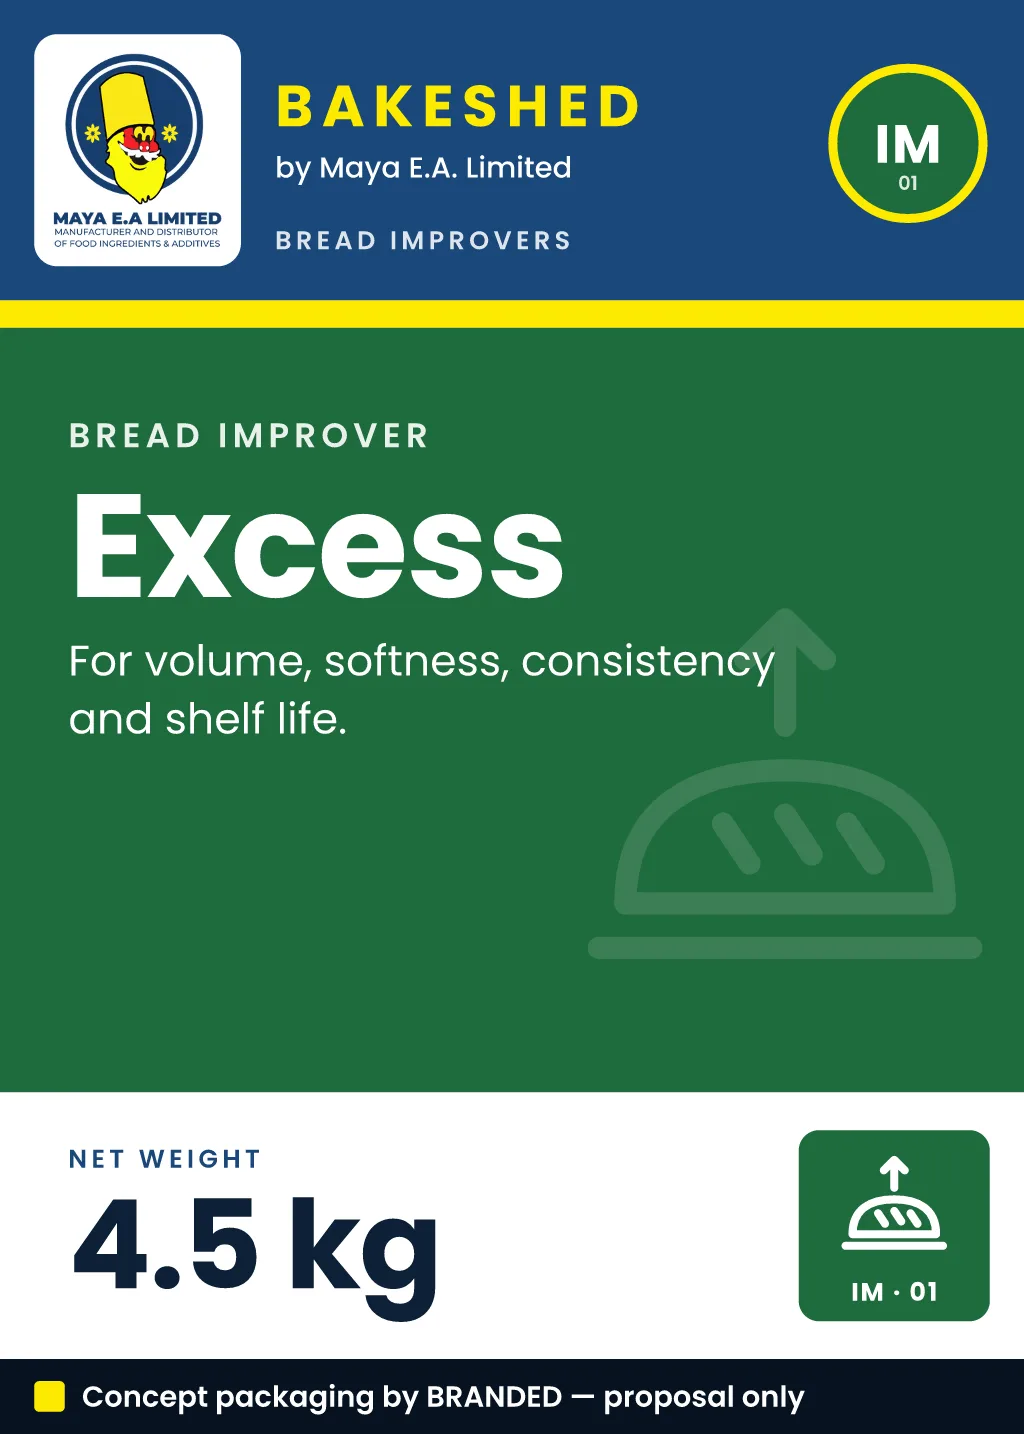 MAYA E.A LIMITED
MANUFACTURER AND DISTRIBUTOR
OF FOOD INGREDIENTS & ADDITIVES
BAKESHED
by Maya E.A. Limited
BREAD IMPROVERS
IM
01
BREAD IMPROVER
Excess
For volume, softness, consistency
and shelf life.
NET WEIGHT
4.5 kg
IM · 01
Concept packaging by BRANDED — proposal only